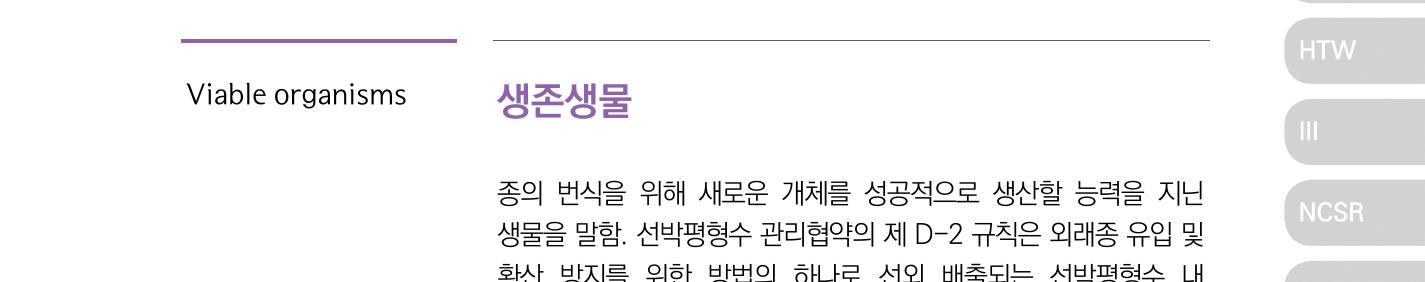 Viable organisms
생존생물
종의 번식을 위해 새로운 개체를 성공적으로 생산할 능력을 지닌
생물을 말함. 선박평형수 관리협약의 제 D-2 규칙은 외래종 유입 및
확산 방지를 위한 방법의 하나로 선외 배출되는 선박평형수 내
HTW
III
NCSR